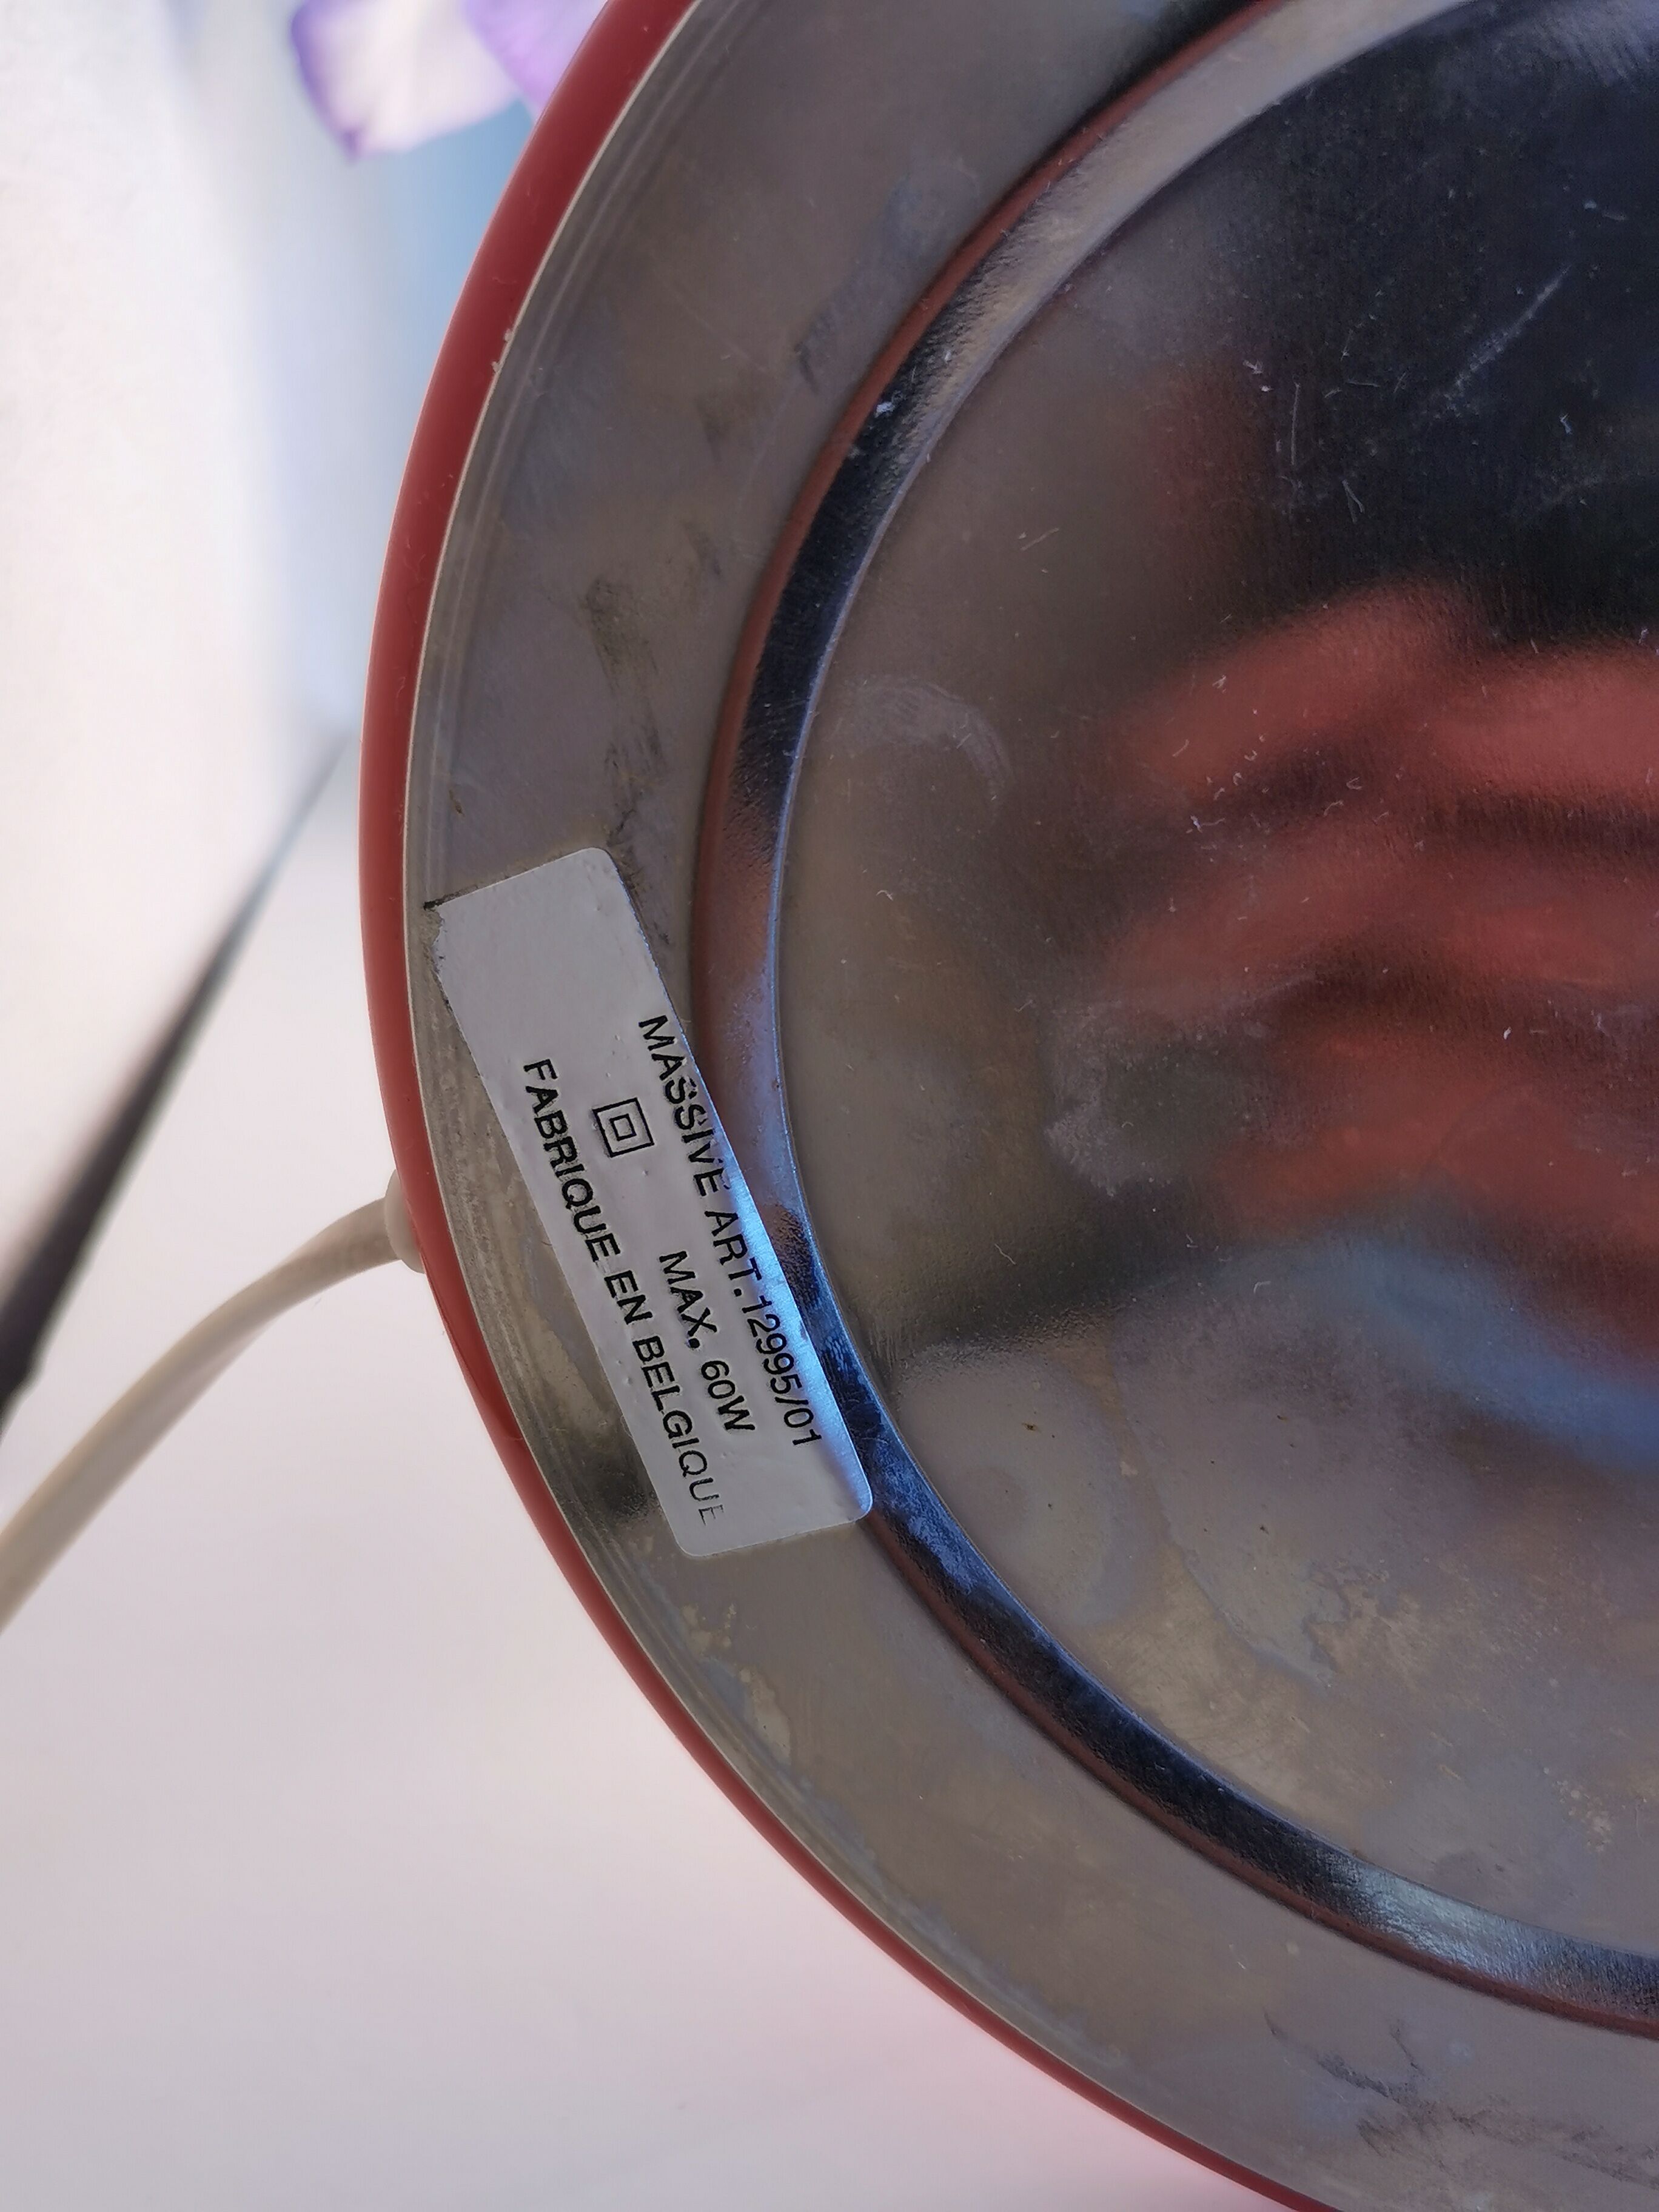 MASSIVE ART.12995/01
MAX. 60W
FABRIQUE EN BELGIQUE